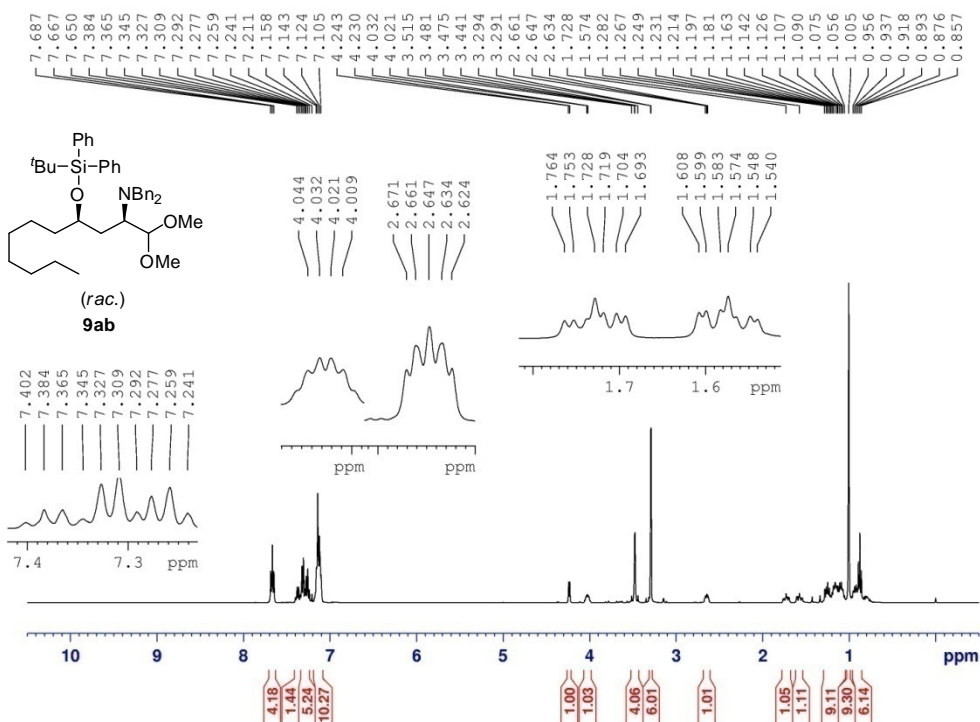 7.687 7.667 7.650 7.384 7.365 7.345 7.327 7.309 7.292 7.277 7.259 7.241 7.211 7.158 7.143 7.124 7.105 4.243 4.230 4.032 4.021 3.515 3.481 3.475 3.441 3.294 3.291 2.661 2.647 2.634 1.728 1.574 1.282 1.267 1.249 1.231 1.214 1.197 1.181 1.163 1.142 1.126 1.107 1.090 1.075 1.056 1.005 0.956 0.937 0.918 0.893 0.876 0.857
Ph
tBu Si Ph
O NBn2
OMe
OMe
(rac.)
9ab
4.044 4.032 4.021 4.009
2.671 2.661 2.647 2.634 2.624
1.764 1.753 1.728 1.719 1.704 1.693
1.608 1.599 1.583 1.574 1.548 1.540
ppm ppm
1.7 1.6 ppm
7.402 7.384 7.365 7.345 7.327 7.309 7.292 7.277 7.259 7.241
7.4 7.3 ppm
10 9 8 7 6 5 4 3 2 1 ppm
4.18 1.44 5.24 10.27 1.00 1.03 4.06 6.01 1.01 1.05 1.11 9.11 9.30 6.14